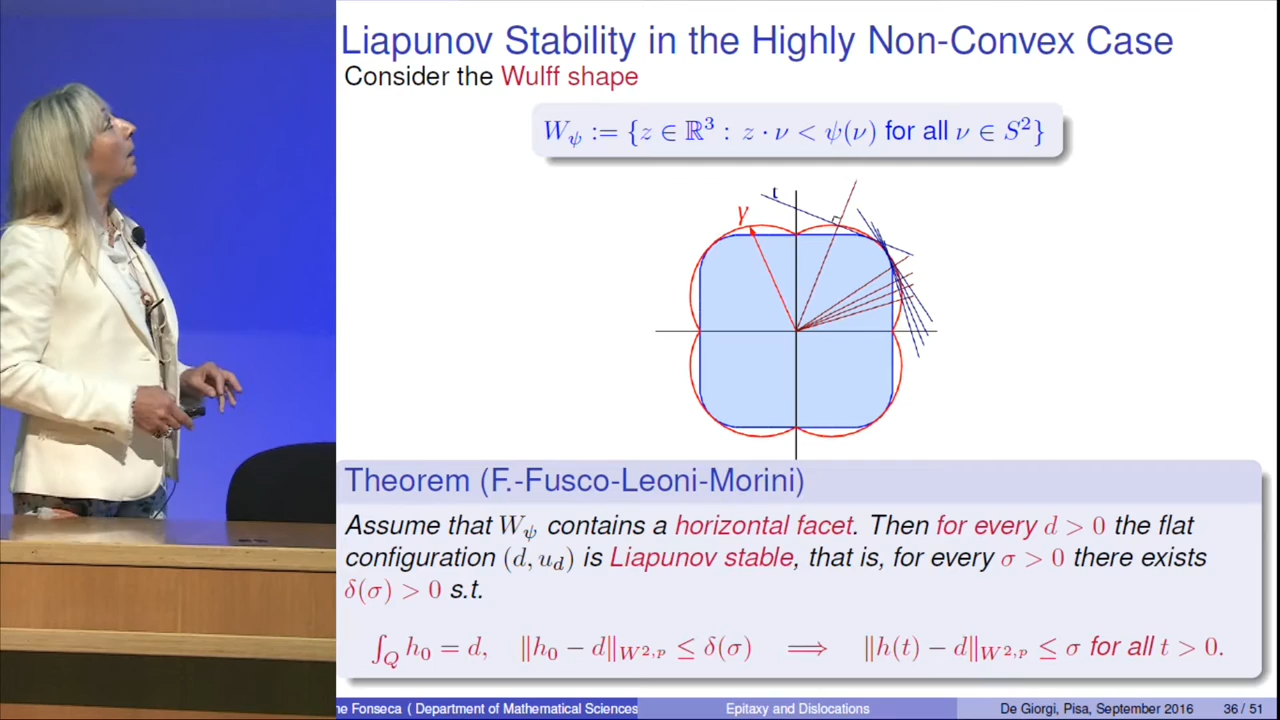 Liapunov Stability in the Highly Non-Convex Case
Consider the Wulff shape
W_ψ := {z ∈ ℝ³ : z · ν < ψ(ν) for all ν ∈ S²}
γ
Theorem (F.-Fusco-Leoni-Morini)
Assume that W_ψ contains a horizontal facet. Then for every d > 0 the flat
configuration (d, u_d) is Liapunov stable, that is, for every σ > 0 there exists
δ(σ) > 0 s.t.
∫_Q h₀ = d, ‖h₀ − d‖_{W^{2,p}} ≤ δ(σ) ⟹ ‖h(t) − d‖_{W^{2,p}} ≤ σ for all t > 0.
ne Fonseca ( Department of Mathematical Sciences Epitaxy and Dislocations De Giorgi, Pisa, September 2016 36 / 51